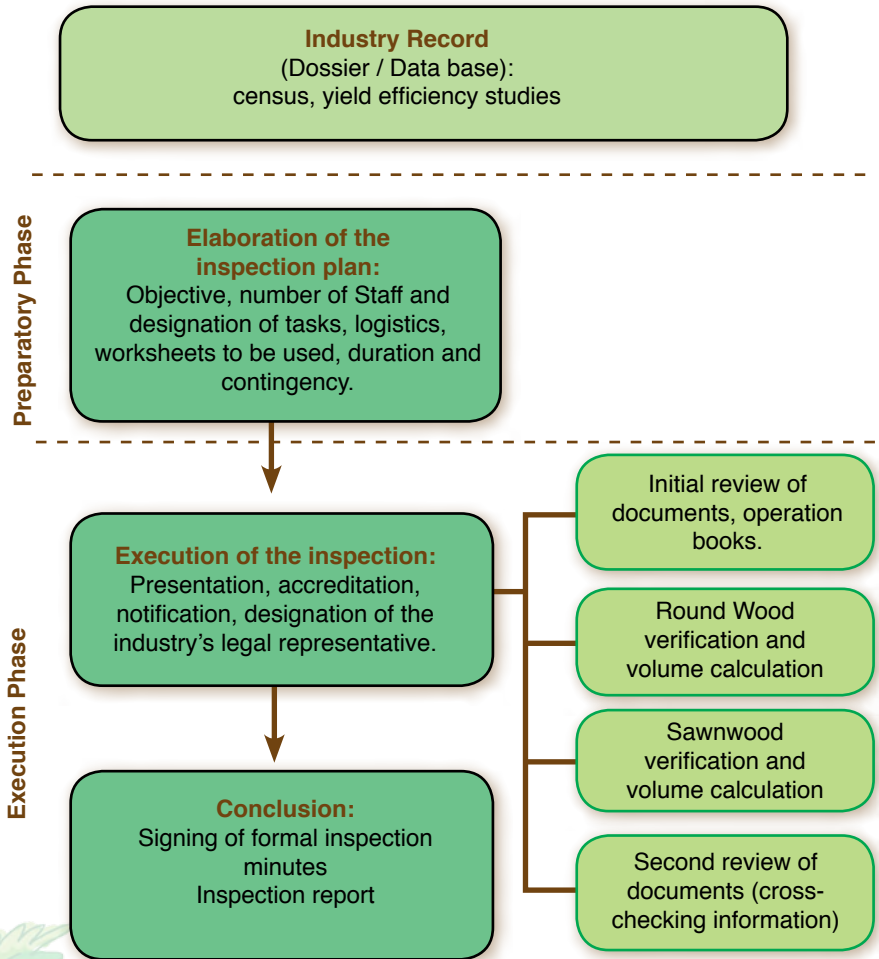 Industry Record
(Dossier / Data base):
census, yield efficiency studies
Preparatory Phase
Elaboration of the
inspection plan:
Objective, number of Staff and
designation of tasks, logistics,
worksheets to be used, duration and
contingency.
Execution Phase
Execution of the inspection:
Presentation, accreditation,
notification, designation of the
industry’s legal representative.
Initial review of
documents, operation
books.
Round Wood
verification and
volume calculation
Sawnwood
verification and
volume calculation
Second review of
documents (cross-
checking information)
Conclusion:
Signing of formal inspection
minutes
Inspection report